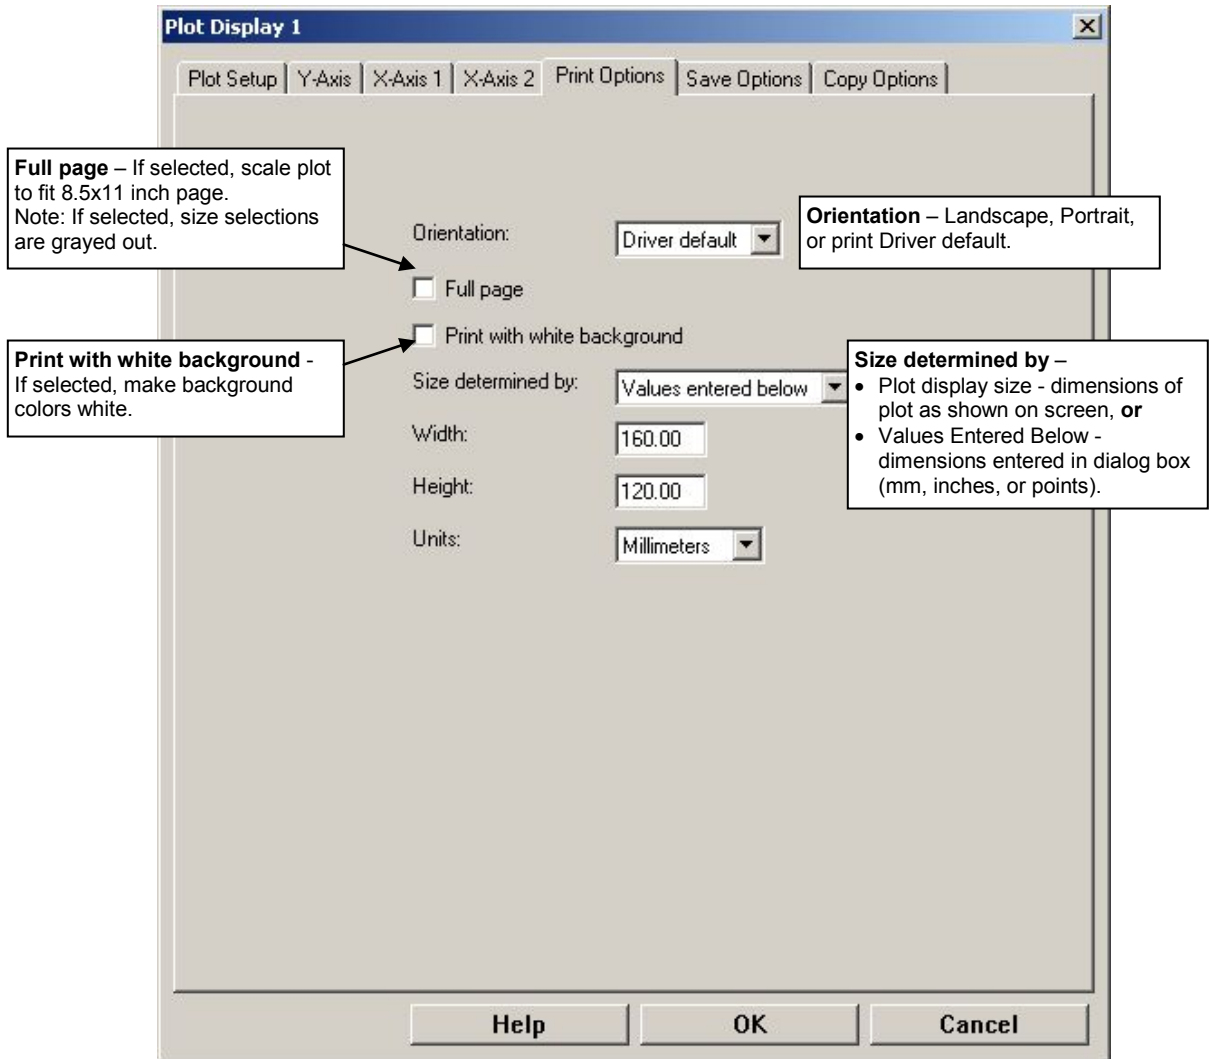 Plot Display 1
Plot Setup Y-Axis X-Axis 1 X-Axis 2 Print Options Save Options Copy Options
Full page – If selected, scale plot
to fit 8.5x11 inch page.
Note: If selected, size selections
are grayed out.
Orientation: Driver default
Orientation – Landscape, Portrait,
or print Driver default.
Full page
Print with white background
Print with white background -
If selected, make background
colors white.
Size determined by: Values entered below
Size determined by –
• Plot display size - dimensions of
plot as shown on screen, or
• Values Entered Below -
dimensions entered in dialog box
(mm, inches, or points).
Width: 160.00
Height: 120.00
Units: Millimeters
Help OK Cancel